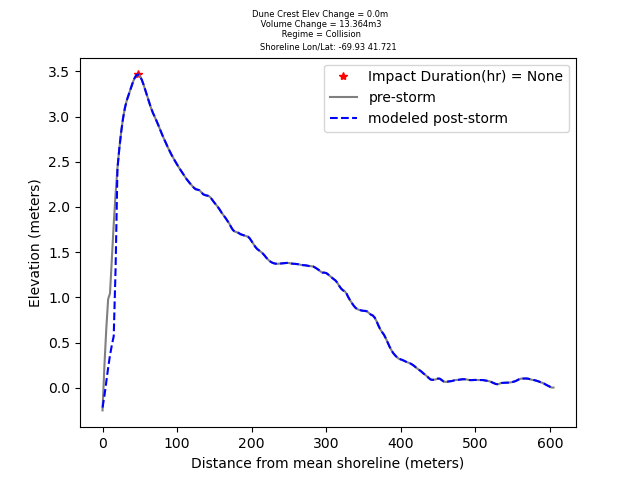 Dune Crest Elev Change = 0.0m
Volume Change = 13.364m3
Regime = Collision
Shoreline Lon/Lat: -69.93 41.721
Impact Duration(hr) = None
pre-storm
modeled post-storm
3.5
3.0
2.5
2.0
1.5
1.0
0.5
0.0
Elevation (meters)
0 100 200 300 400 500 600
Distance from mean shoreline (meters)